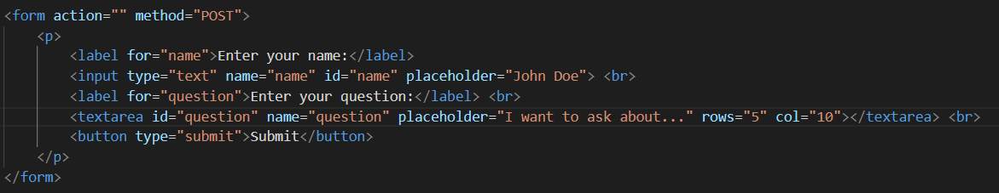 <form action="" method="POST">
    <p>
        <label for="name">Enter your name:</label>
        <input type="text" name="name" id="name" placeholder="John Doe"> <br>
        <label for="question">Enter your question:</label> <br>
        <textarea id="question" name="question" placeholder="I want to ask about..." rows="5" col="10"></textarea> <br>
        <button type="submit">Submit</button>
    </p>
</form>